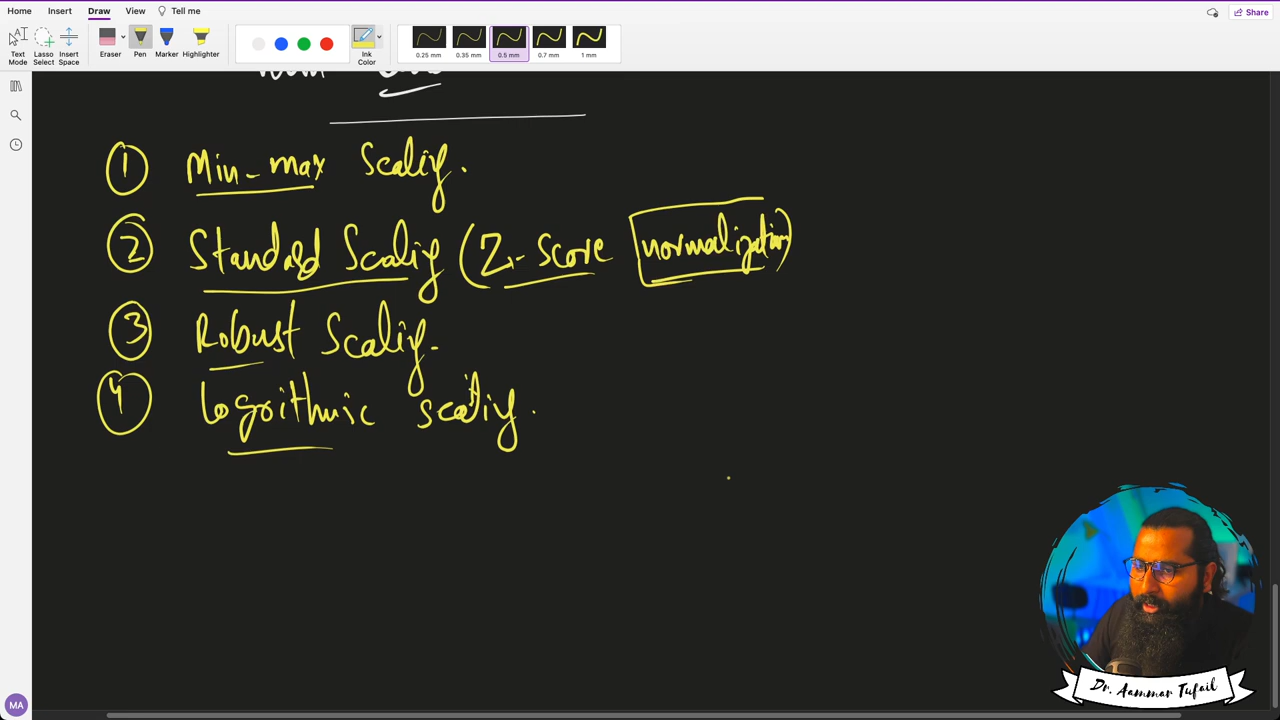 Home Insert Draw View Tell me
Share
Text Mode
Lasso Select
Insert Space
Eraser
Pen
Marker
Highlighter
Ink Color
0.25 mm
0.35 mm
0.5 mm
0.7 mm
1 mm
1 Min-max Scaling.
2 Standard Scaling (Z-score normalization)
3 Robust Scaling.
4 Logarithmic scaling.
MA
Dr. Aammar Tufail